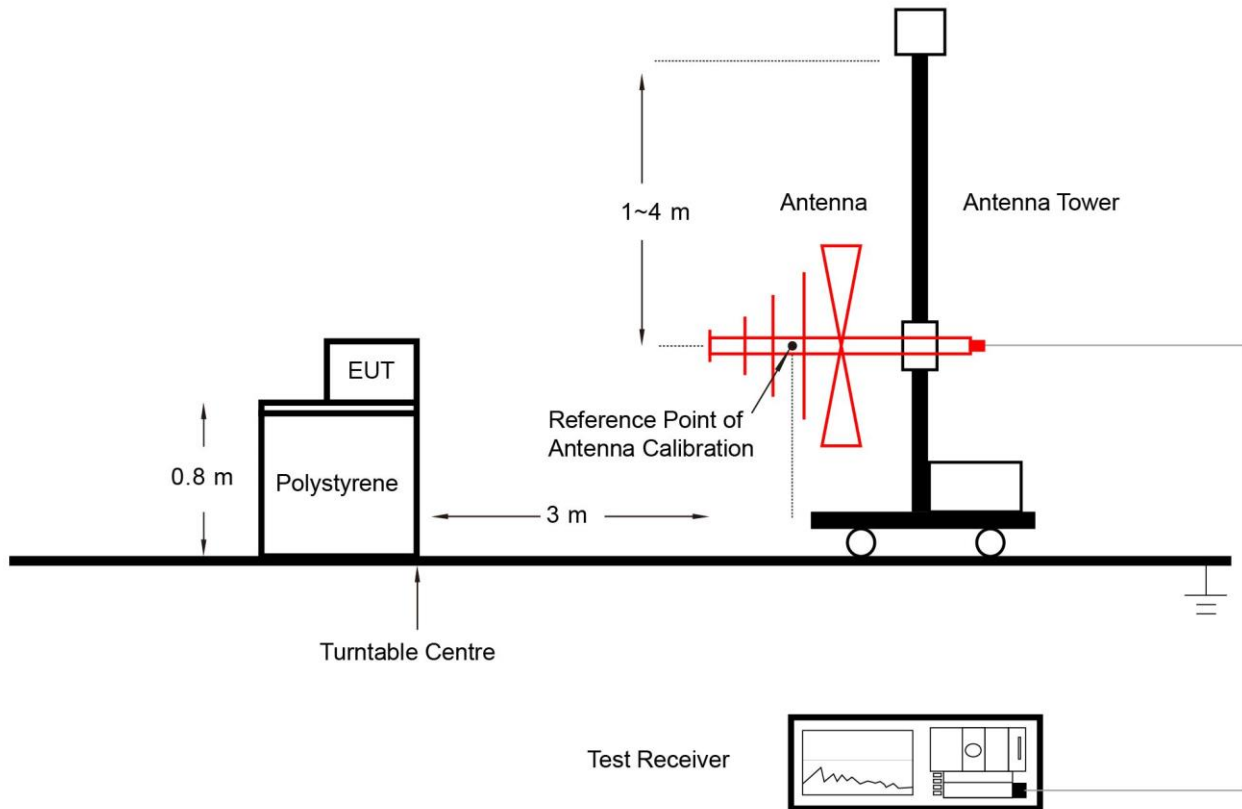 1~4 m
Antenna
Antenna Tower
EUT
Reference Point of
Antenna Calibration
0.8 m
Polystyrene
3 m
Turntable Centre
Test Receiver